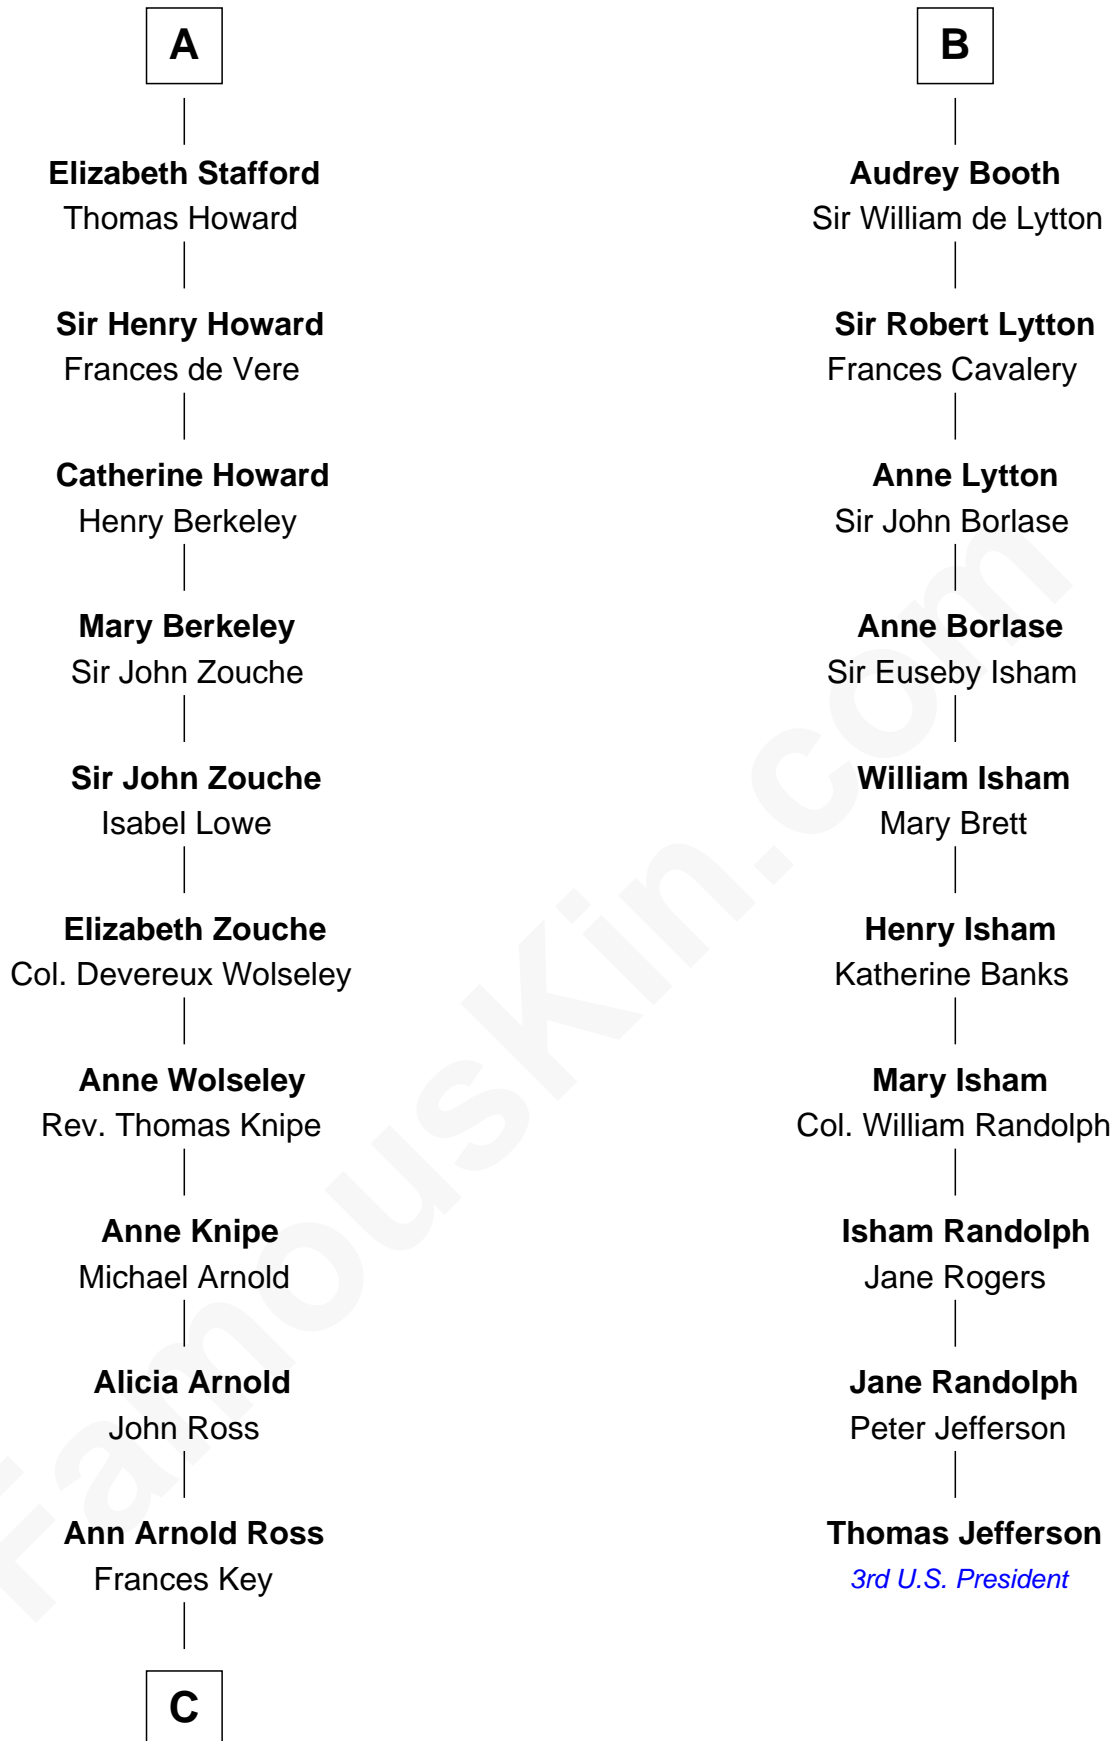 A
Elizabeth Stafford
Thomas Howard
Sir Henry Howard
Frances de Vere
Catherine Howard
Henry Berkeley
Mary Berkeley
Sir John Zouche
Sir John Zouche
Isabel Lowe
Elizabeth Zouche
Col. Devereux Wolseley
Anne Wolseley
Rev. Thomas Knipe
Anne Knipe
Michael Arnold
Alicia Arnold
John Ross
Ann Arnold Ross
Frances Key
C
B
Audrey Booth
Sir William de Lytton
Sir Robert Lytton
Frances Cavalery
Anne Lytton
Sir John Borlase
Anne Borlase
Sir Euseby Isham
William Isham
Mary Brett
Henry Isham
Katherine Banks
Mary Isham
Col. William Randolph
Isham Randolph
Jane Rogers
Jane Randolph
Peter Jefferson
Thomas Jefferson
3rd U.S. President
FamousKin.com